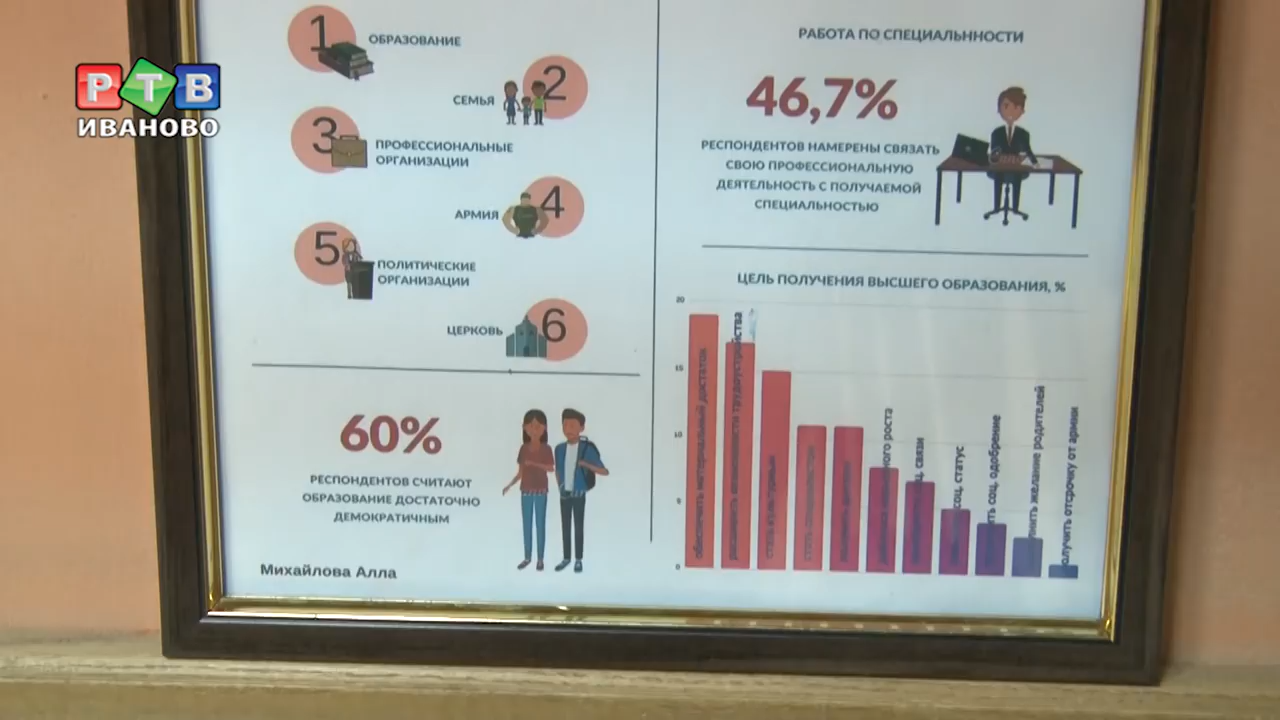 РТВ
ИВАНОВО
1
ОБРАЗОВАНИЕ
2
СЕМЬЯ
3
ПРОФЕССИОНАЛЬНЫЕ
ОРГАНИЗАЦИИ
4
АРМИЯ
5
ПОЛИТИЧЕСКИЕ
ОРГАНИЗАЦИИ
6
ЦЕРКОВЬ
60%
РЕСПОНДЕНТОВ СЧИТАЮТ
ОБРАЗОВАНИЕ ДОСТАТОЧНО
ДЕМОКРАТИЧНЫМ
Михайлова Алла
РАБОТА ПО СПЕЦИАЛЬННОСТИ
46,7%
РЕСПОНДЕНТОВ НАМЕРЕНЫ СВЯЗАТЬ
СВОЮ ПРОФЕССИОНАЛЬНУЮ
ДЕЯТЕЛЬНОСТЬ С ПОЛУЧАЕМОЙ
СПЕЦИАЛЬНОСТЬЮ
ЦЕЛЬ ПОЛУЧЕНИЯ ВЫСШЕГО ОБРАЗОВАНИЯ, %
20
15
10
0
обеспечить материальный достаток
расширить возможности трудоустройства
роста
связи
соц. статус
соц. одобрение
желание родителей
получить отсрочку от армии